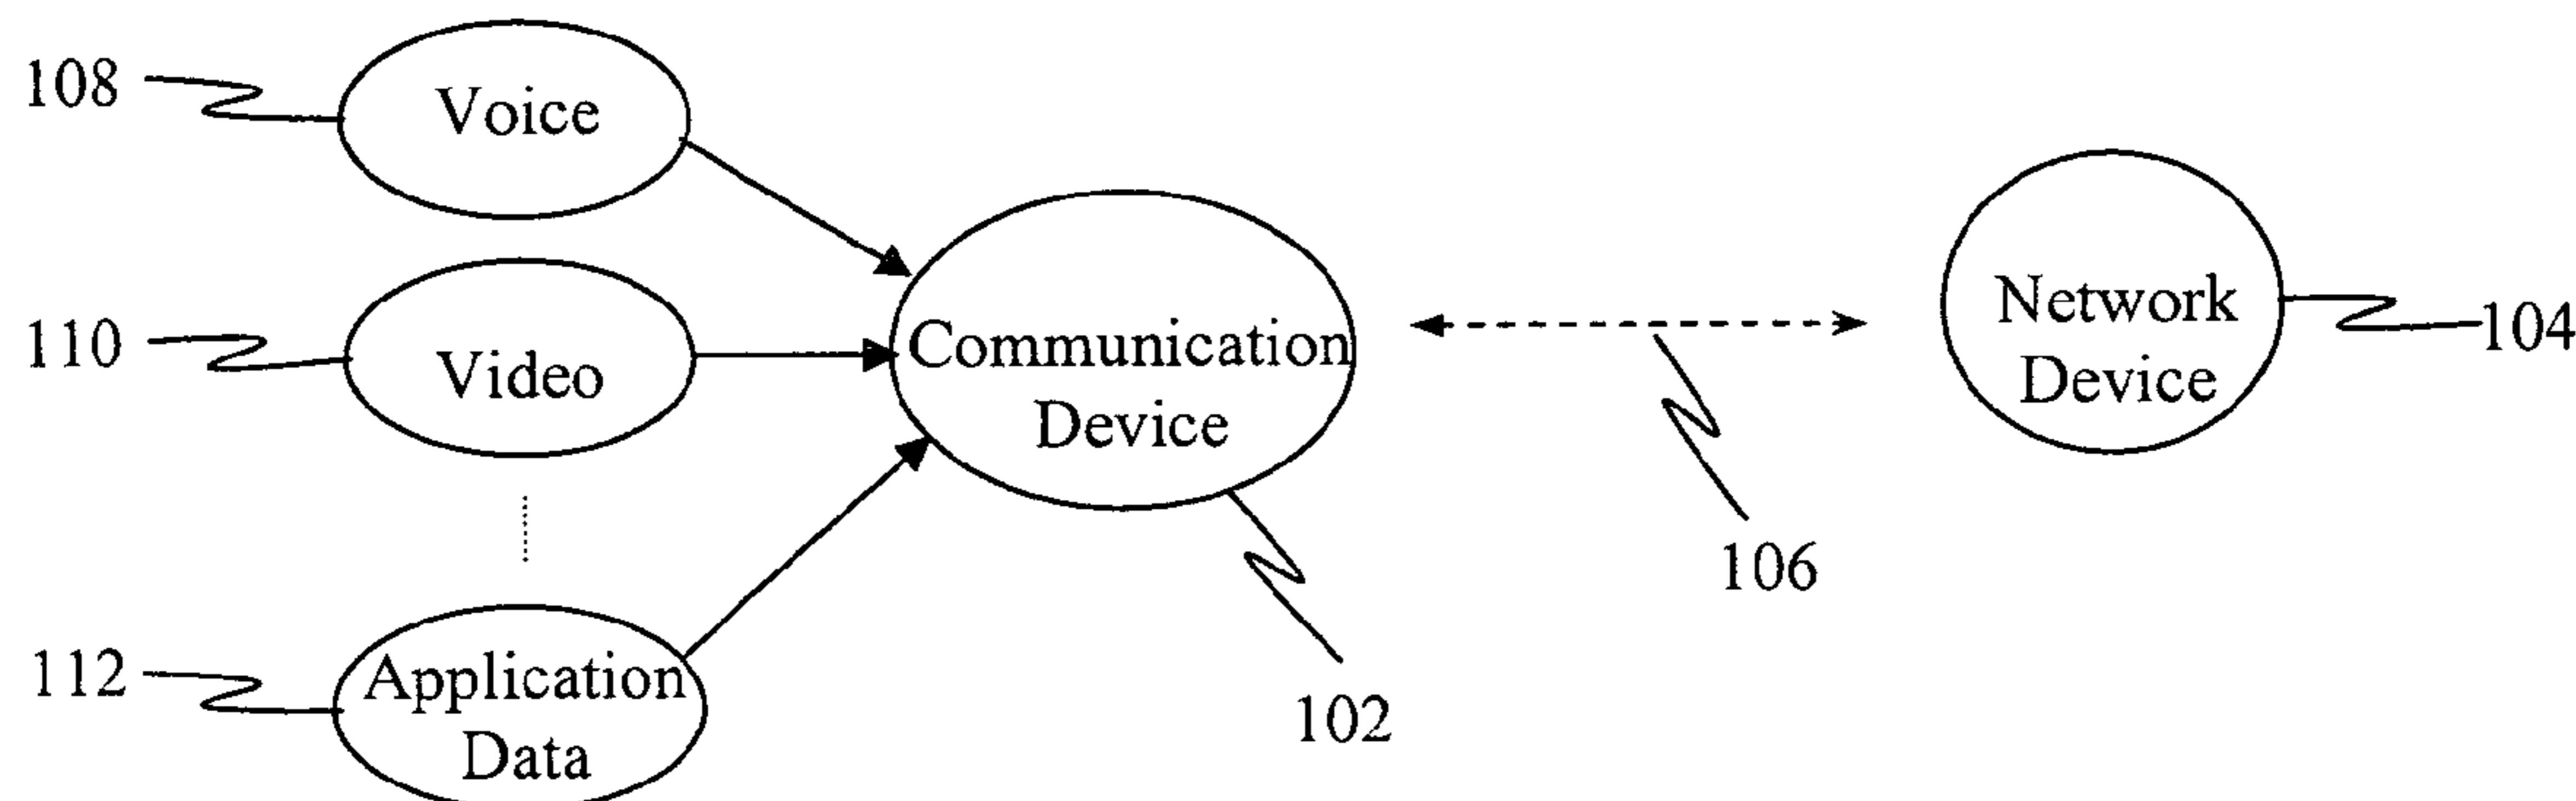 108
Voice
110
Video
112
Application
Data
Communication
Device
102
106
Network
Device
104